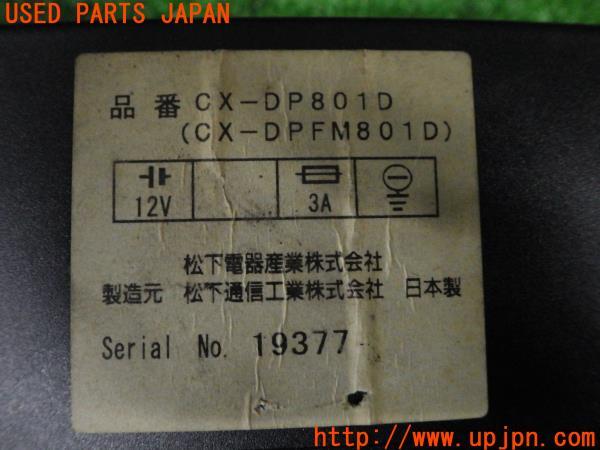 USED PARTS JAPAN
品番 CX-DP801D
(CX-DPFM801D)
12V 3A
松下電器産業株式会社
製造元 松下通信工業株式会社 日本製
Serial No. 19377
http://www.upjpn.com/